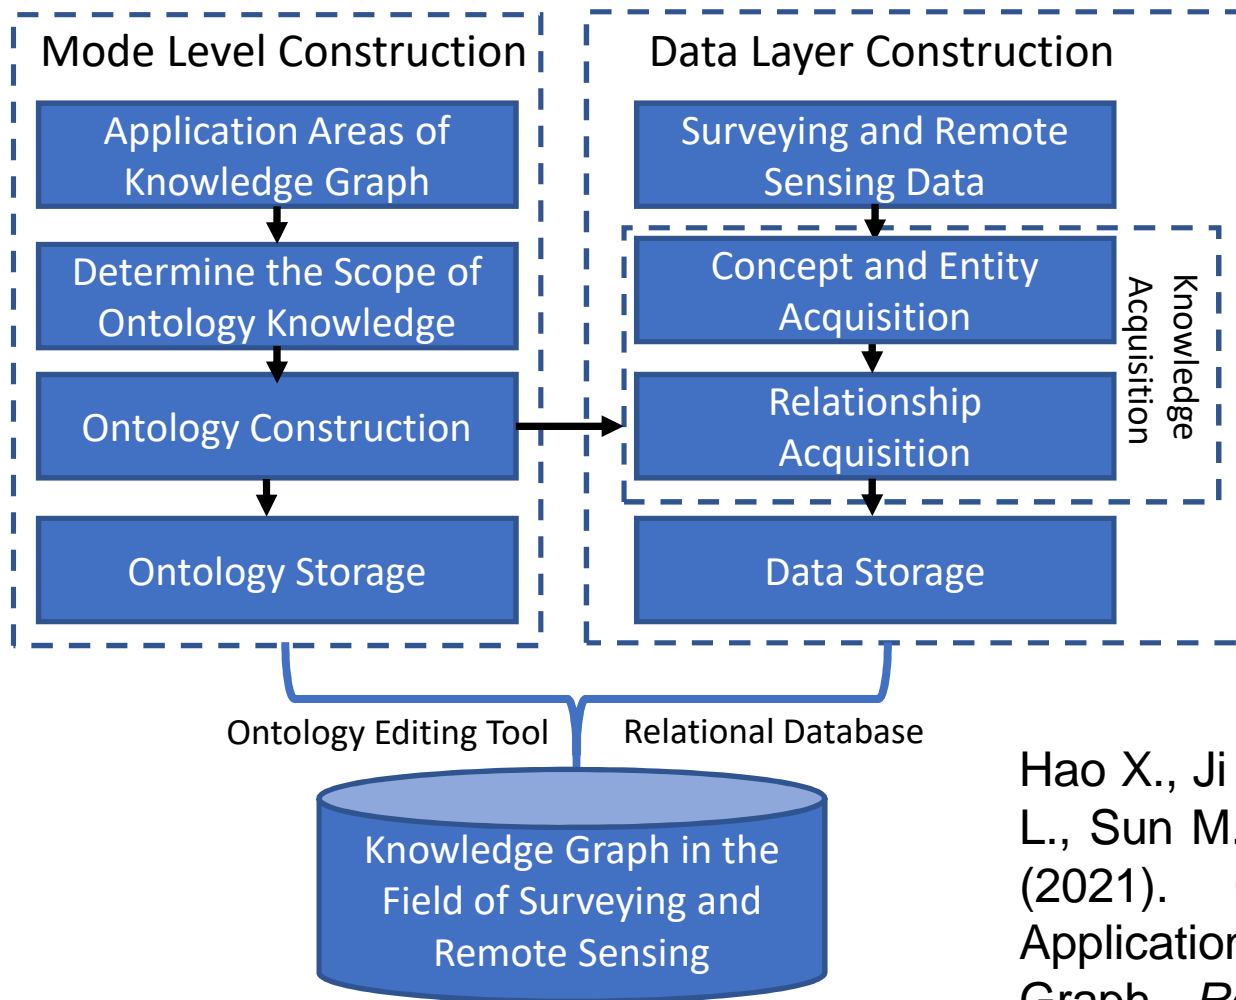 Mode Level Construction
Application Areas of
Knowledge Graph
Determine the Scope of
Ontology Knowledge
Ontology Construction
Ontology Storage
Data Layer Construction
Surveying and Remote
Sensing Data
Concept and Entity
Acquisition
Relationship
Acquisition
Knowledge
Acquisition
Data Storage
Ontology Editing Tool
Relational Database
Knowledge Graph in the
Field of Surveying and
Remote Sensing
Hao X., Ji
L., Sun M.
(2021).
Application
Graph